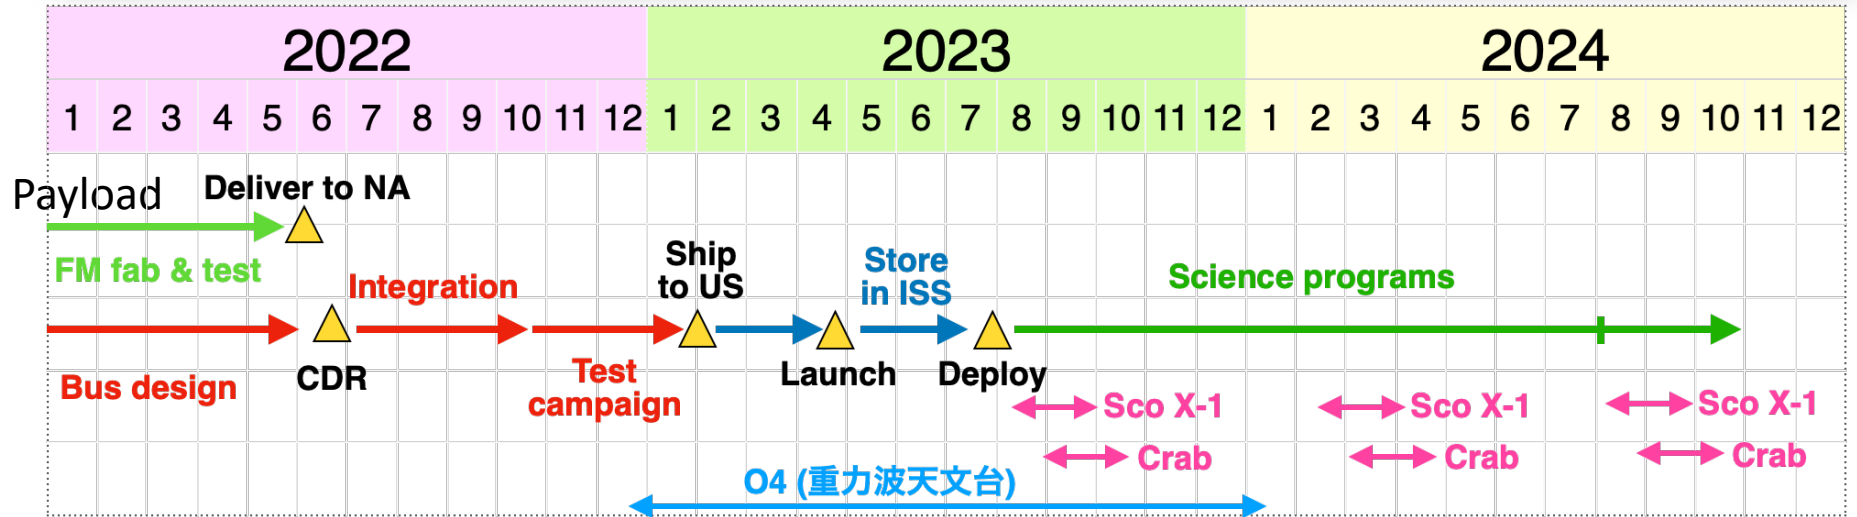 2022 2023 2024
1 2 3 4 5 6 7 8 9 10 11 12 1 2 3 4 5 6 7 8 9 10 11 12 1 2 3 4 5 6 7 8 9 10 11 12
Payload
Deliver to NA
FM fab & test
Integration
Ship
to US
Store
in ISS
Science programs
Bus design
CDR
Test
campaign
Launch
Deploy
Sco X-1
Sco X-1
Sco X-1
Crab
Crab
Crab
O4 (重力波天文台)